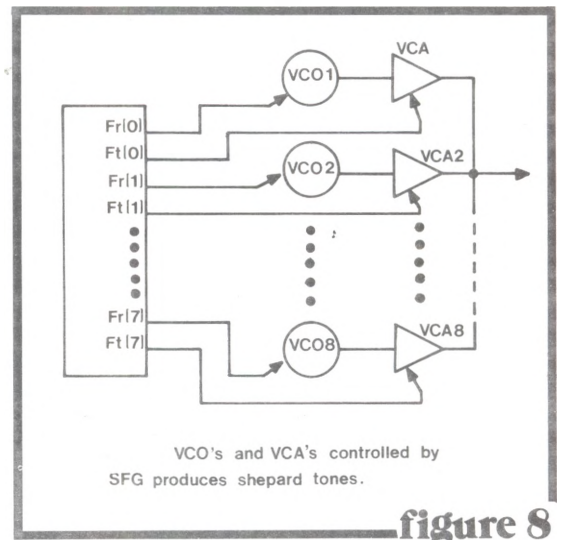 VCA
VCO1
Fr(0)
Ft(0)
VCO2
VCA2
Fr(1)
Ft(1)
Fr(7)
Ft(7)
VCO8
VCA8
VCO's and VCA's controlled by
SFG produces shepard tones.
figure 8